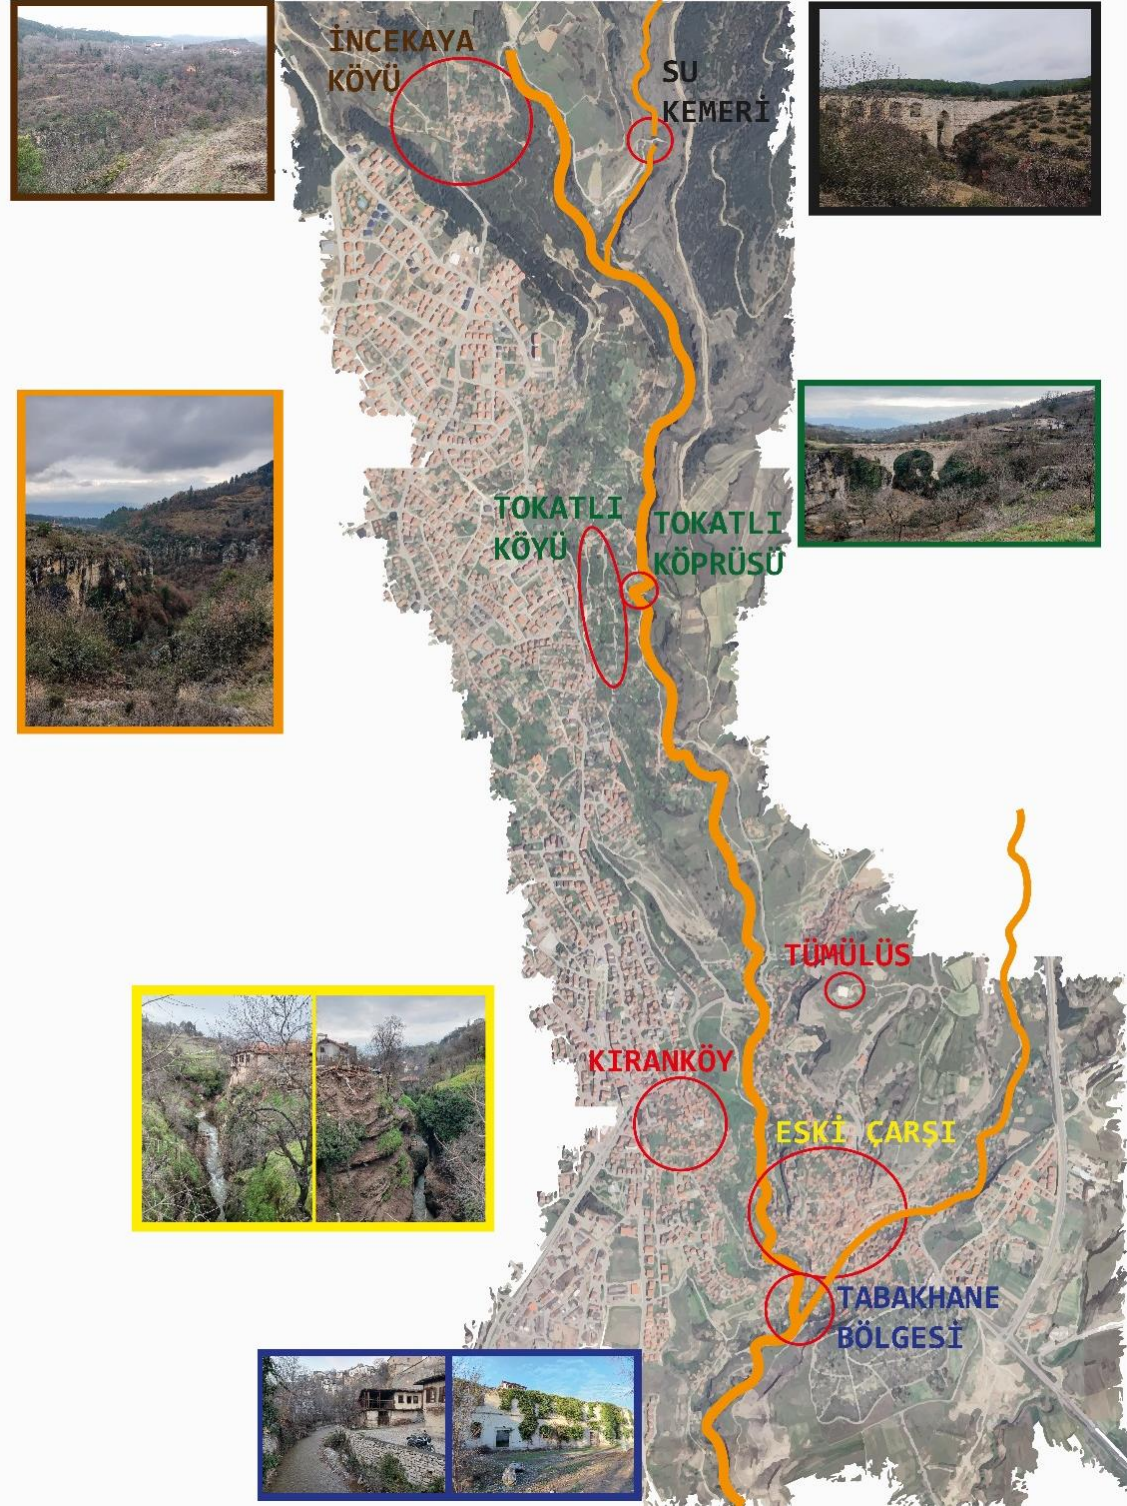 İNCEKAYA
KÖYÜ
SU
KEMERİ
TOKATLI
KÖYÜ
TOKATLI
KÖPRÜSÜ
TÜMÜLÜS
KIRANKÖY
ESKİ ÇARŞI
TABAKHANE
BÖLGESİ